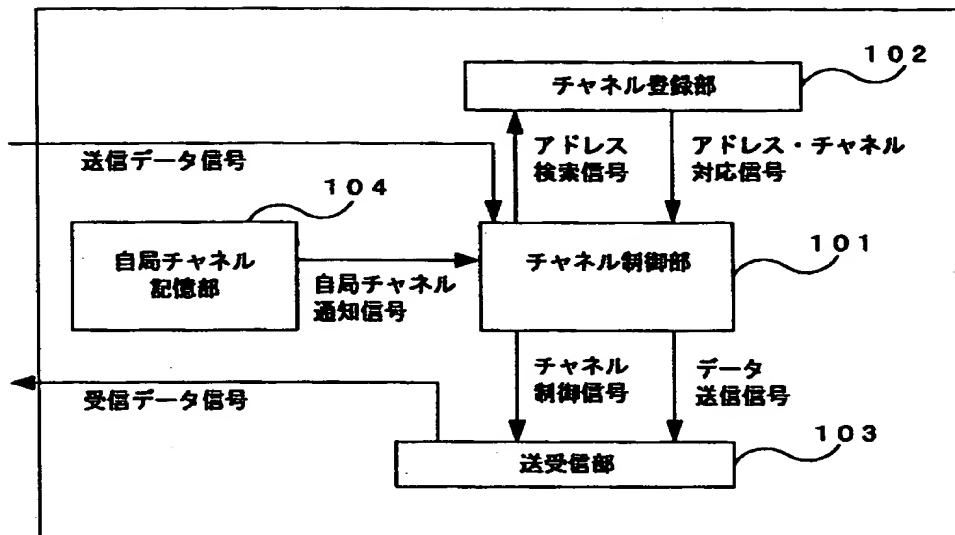 １０２
チャネル登録部
送信データ信号
アドレス
検索信号
アドレス・チャネル
対応信号
１０４
自局チャネル
記憶部
自局チャネル
通知信号
チャネル制御部
１０１
受信データ信号
チャネル
制御信号
データ
送信信号
１０３
送受信部